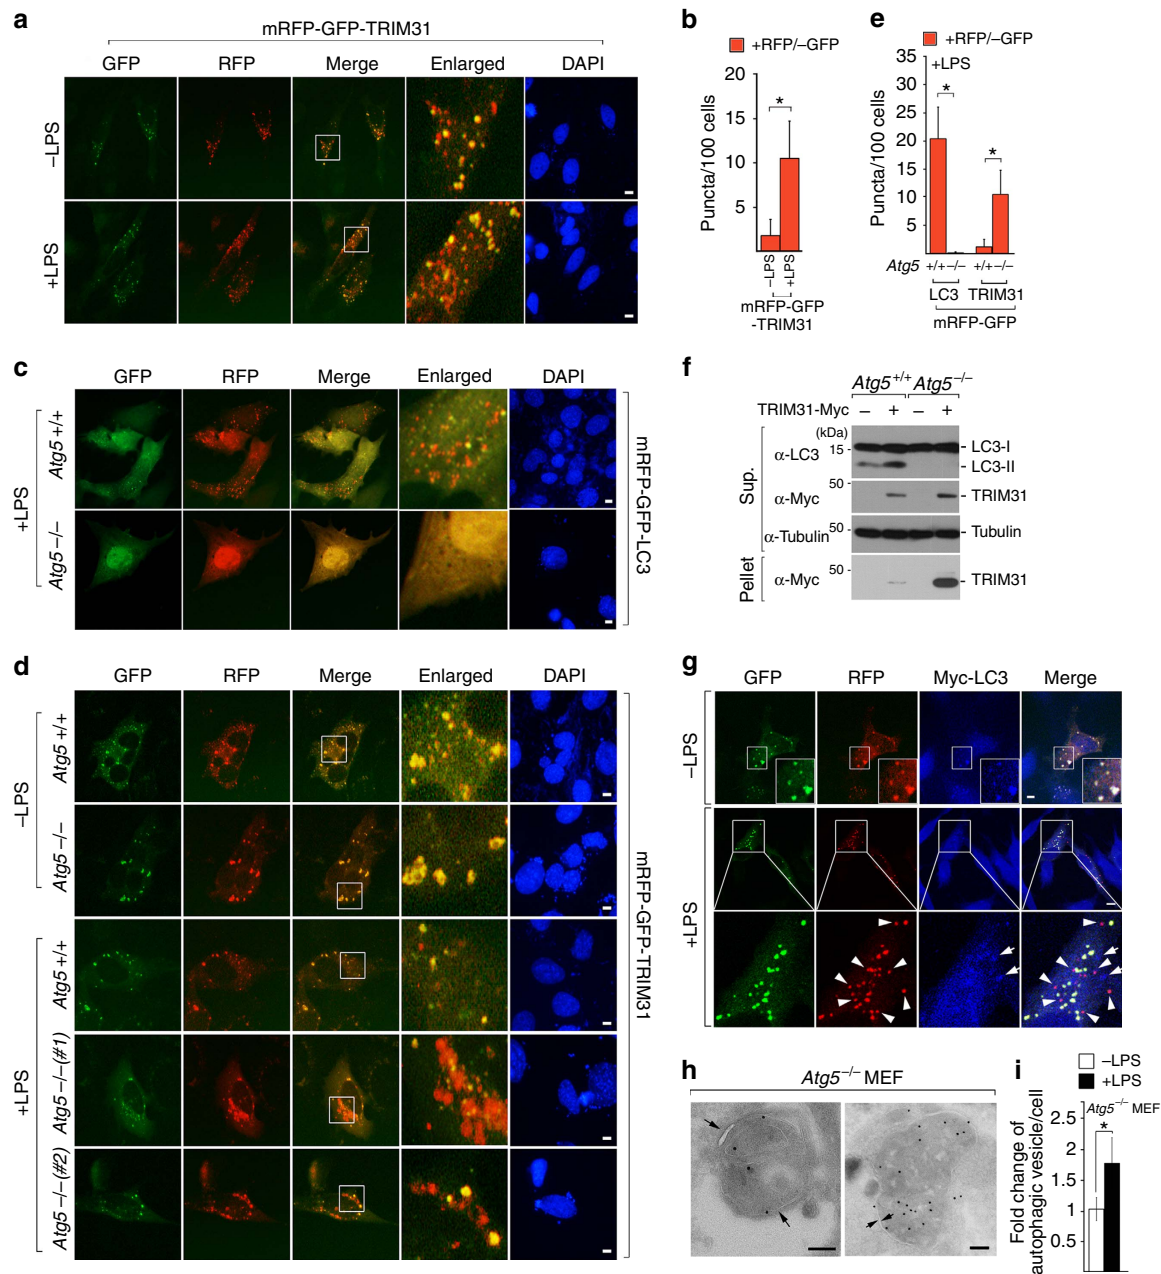 a
mRFP-GFP-TRIM31
GFP RFP Merge Enlarged DAPI
–LPS
+LPS
b
+RFP/–GFP
Puncta/100 cells
20
15
10
5
*
–LPS +LPS
mRFP-GFP
-TRIM31
e
+RFP/–GFP
+LPS
Puncta/100 cells
35
30
25
20
15
10
5
* *
Atg5 +/+ –/– +/+ –/–
LC3 TRIM31
mRFP-GFP
c
GFP RFP Merge Enlarged DAPI
+LPS
Atg5 +/+
Atg5 –/–
mRFP-GFP-LC3
f
Atg5+/+ Atg5–/–
TRIM31-Myc – + – +
(kDa)
Sup.
α-LC3 15 LC3-I
LC3-II
α-Myc 50 TRIM31
α-Tubulin 50 Tubulin
Pellet
α-Myc 50 TRIM31
d
GFP RFP Merge Enlarged DAPI
–LPS
Atg5 +/+
Atg5 –/–
+LPS
Atg5 +/+
Atg5 –/–(#1)
Atg5 –/–(#2)
mRFP-GFP-TRIM31
g
GFP RFP Myc-LC3 Merge
–LPS
+LPS
h
Atg5–/– MEF
i
–LPS
+LPS
Atg5–/– MEF
Fold change of
autophagic vesicle/cell
2.5
2
1.5
1
0.5
*